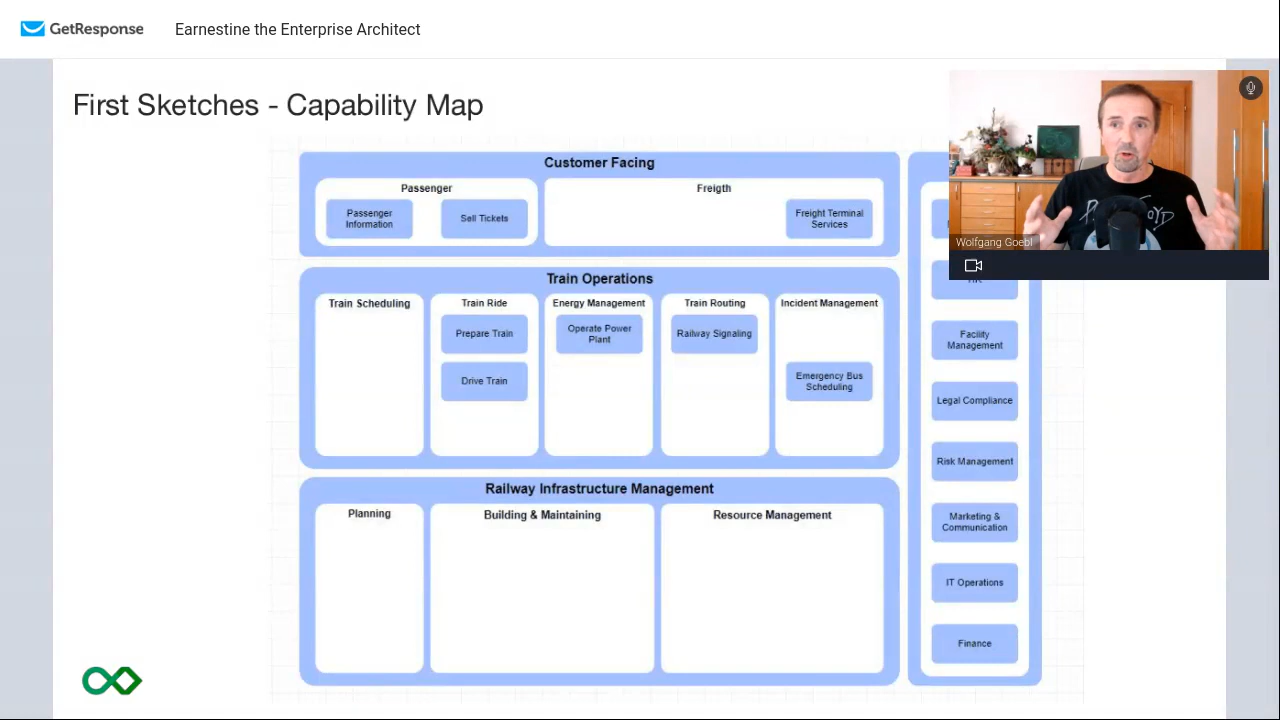 GetResponse
Earnestine the Enterprise Architect
First Sketches - Capability Map
Customer Facing
Passenger
Passenger
Information
Sell Tickets
Freigth
Freight Terminal
Services
Train Operations
Train Scheduling
Train Ride
Prepare Train
Drive Train
Energy Management
Operate Power
Plant
Train Routing
Railway Signaling
Incident Management
Emergency Bus
Scheduling
Railway Infrastructure Management
Planning
Building & Maintaining
Resource Management
Wolfgang Goebl
Facility
Management
Legal Compliance
Risk Management
Marketing &
Communication
IT Operations
Finance